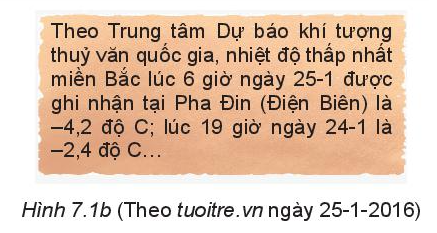 Theo Trung tâm Dự báo khí tượng
thuỷ văn quốc gia, nhiệt độ thấp nhất
miền Bắc lúc 6 giờ ngày 25-1 được
ghi nhận tại Pha Đin (Điện Biên) là
–4,2 độ C; lúc 19 giờ ngày 24-1 là
–2,4 độ C…
Hình 7.1b (Theo tuoitre.vn ngày 25-1-2016)